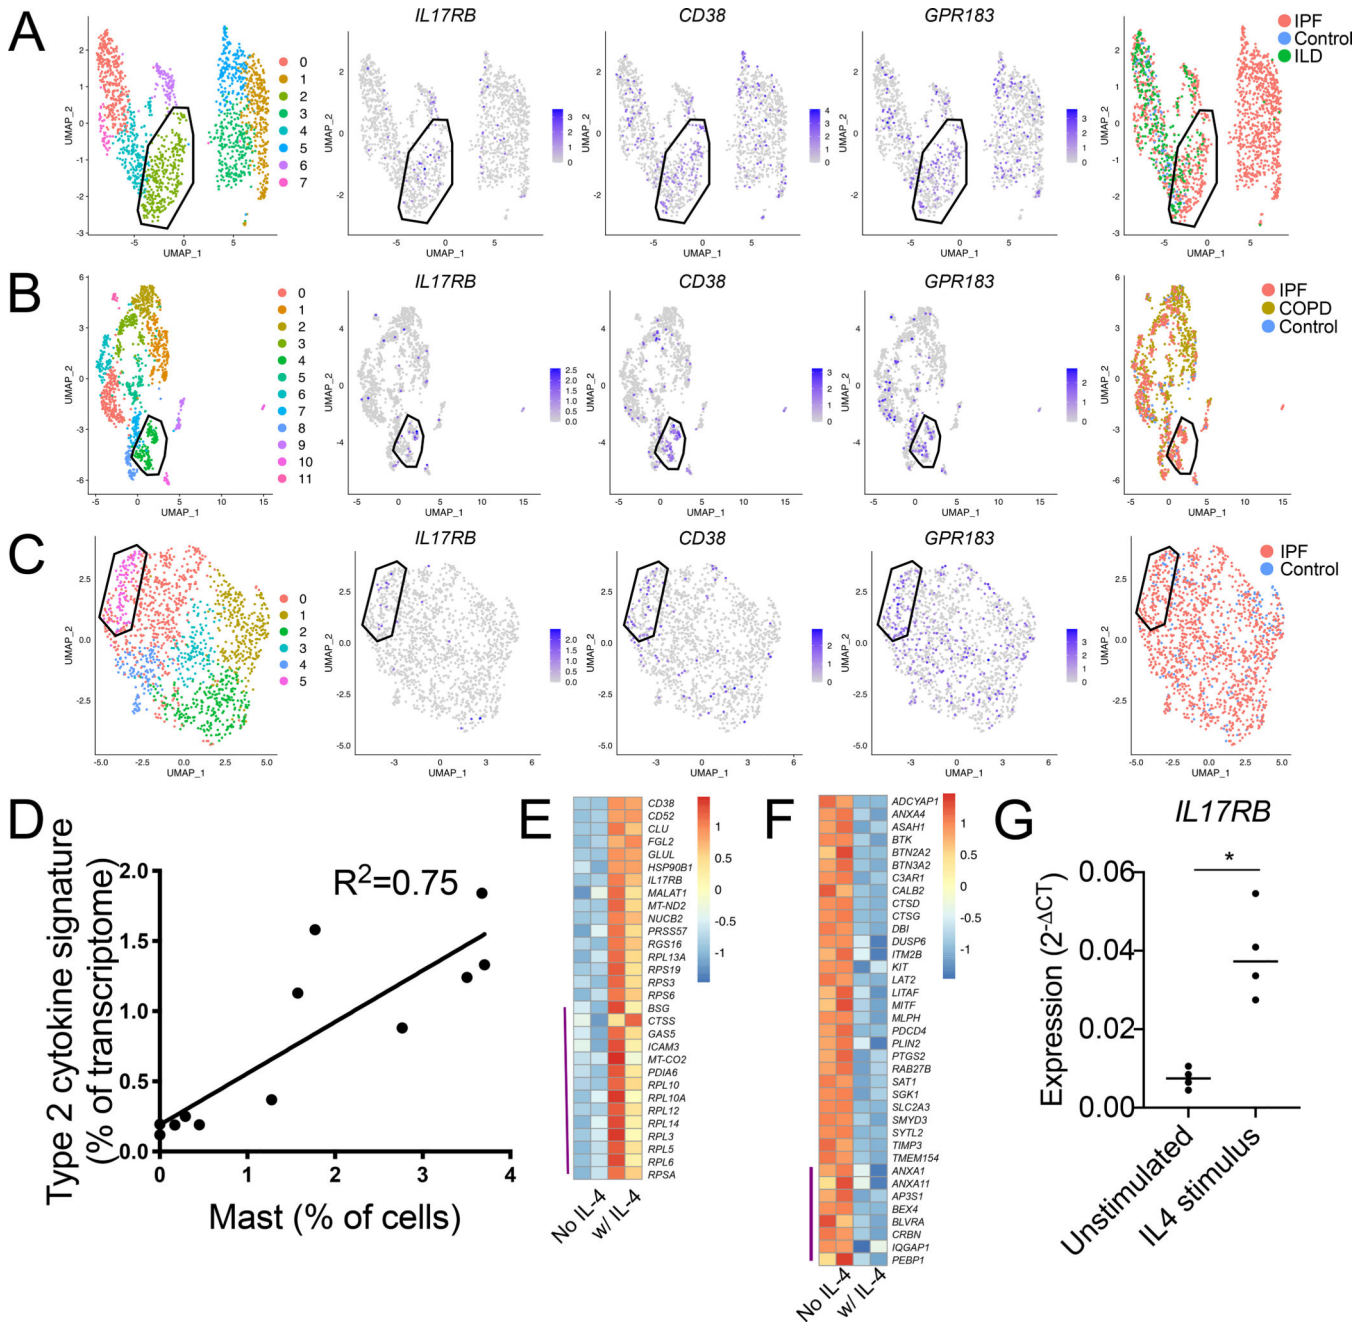 A
IL17RB
CD38
GPR183
IPF
Control
ILD
0
1
2
3
4
5
6
7
UMAP_1
UMAP_2
B
IL17RB
CD38
GPR183
IPF
COPD
Control
0
1
2
3
4
5
6
7
8
9
10
11
UMAP_1
UMAP_2
C
IL17RB
CD38
GPR183
IPF
Control
0
1
2
3
4
5
UMAP_1
UMAP_2
D
Type 2 cytokine signature
(% of transcriptome)
2.0
1.5
1.0
0.5
0.0
R²=0.75
0 1 2 3 4
Mast (% of cells)
E
CD38
CD52
CLU
FGL2
GLUL
HSP90B1
IL17RB
MALAT1
MT-ND2
NUCB2
PRSS57
RGS16
RPL13A
RPS19
RPS3
RPS6
BSG
CTSS
GAS5
ICAM3
MT-CO2
PDIA6
RPL10
RPL10A
RPL12
RPL14
RPL3
RPL5
RPL6
RPSA
1
0.5
0
-0.5
-1
No IL-4
w/ IL-4
F
ADCYAP1
ANXA4
ASAH1
BTK
BTN2A2
BTN3A2
C3AR1
CALB2
CTSD
CTSG
DBI
DUSP6
ITM2B
KIT
LAT2
LITAF
MITF
MLPH
PDCD4
PLIN2
PTGS2
RAB27B
SAT1
SGK1
SLC2A3
SMYD3
SYTL2
TIMP3
TMEM154
ANXA1
ANXA11
AP3S1
BEX4
BLVRA
CRBN
IQGAP1
PEBP1
1
0.5
0
-0.5
-1
No IL-4
w/ IL-4
G
IL17RB
*
Expression (2^-ΔCT)
0.06
0.04
0.02
0.00
Unstimulated
IL4 stimulus